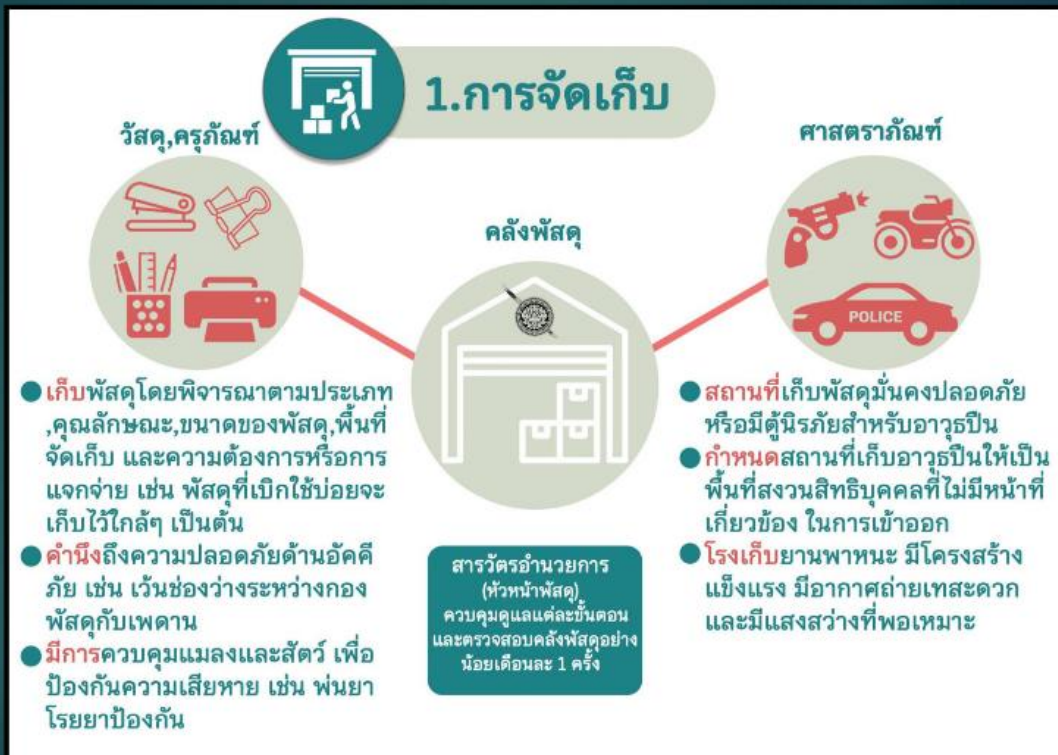 1.การจัดเก็บ
วัสดุ,ครุภัณฑ์
ศาสตราภัณฑ์
คลังพัสดุ
POLICE
●เก็บพัสดุโดยพิจารณาตามประเภท
,คุณลักษณะ,ขนาดของพัสดุ,พื้นที่
จัดเก็บ และความต้องการหรือการ
แจกจ่าย เช่น พัสดุที่เบิกใช้บ่อยจะ
เก็บไว้ใกล้ๆ เป็นต้น
●คำนึงถึงความปลอดภัยด้านอัคคี
ภัย เช่น เว้นช่องว่างระหว่างกอง
พัสดุกับเพดาน
●มีการควบคุมแมลงและสัตว์ เพื่อ
ป้องกันความเสียหาย เช่น พ่นยา
โรยยาป้องกัน
สารวัตรอำนวยการ
(หัวหน้าพัสดุ)
ควบคุมดูแลแต่ละขั้นตอน
และตรวจสอบคลังพัสดุอย่าง
น้อยเดือนละ 1 ครั้ง
●สถานที่เก็บพัสดุมั่นคงปลอดภัย
หรือมีตู้นิรภัยสำหรับอาวุธปืน
●กำหนดสถานที่เก็บอาวุธปืนให้เป็น
พื้นที่สงวนสิทธิบุคคลที่ไม่มีหน้าที่
เกี่ยวข้อง ในการเข้าออก
●โรงเก็บยานพาหนะ มีโครงสร้าง
แข็งแรง มีอากาศถ่ายเทสะดวก
และมีแสงสว่างที่พอเหมาะ